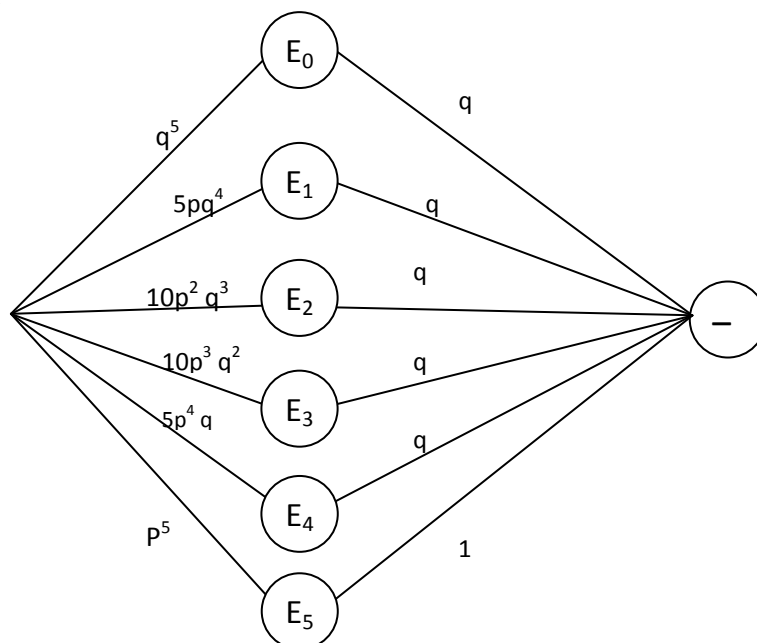 E₀
q
q⁵
E₁
5pq⁴
q
q
E₂
10p² q³
–
10p³ q²
q
E₃
5p⁴ q
q
E₄
P⁵
1
E₅